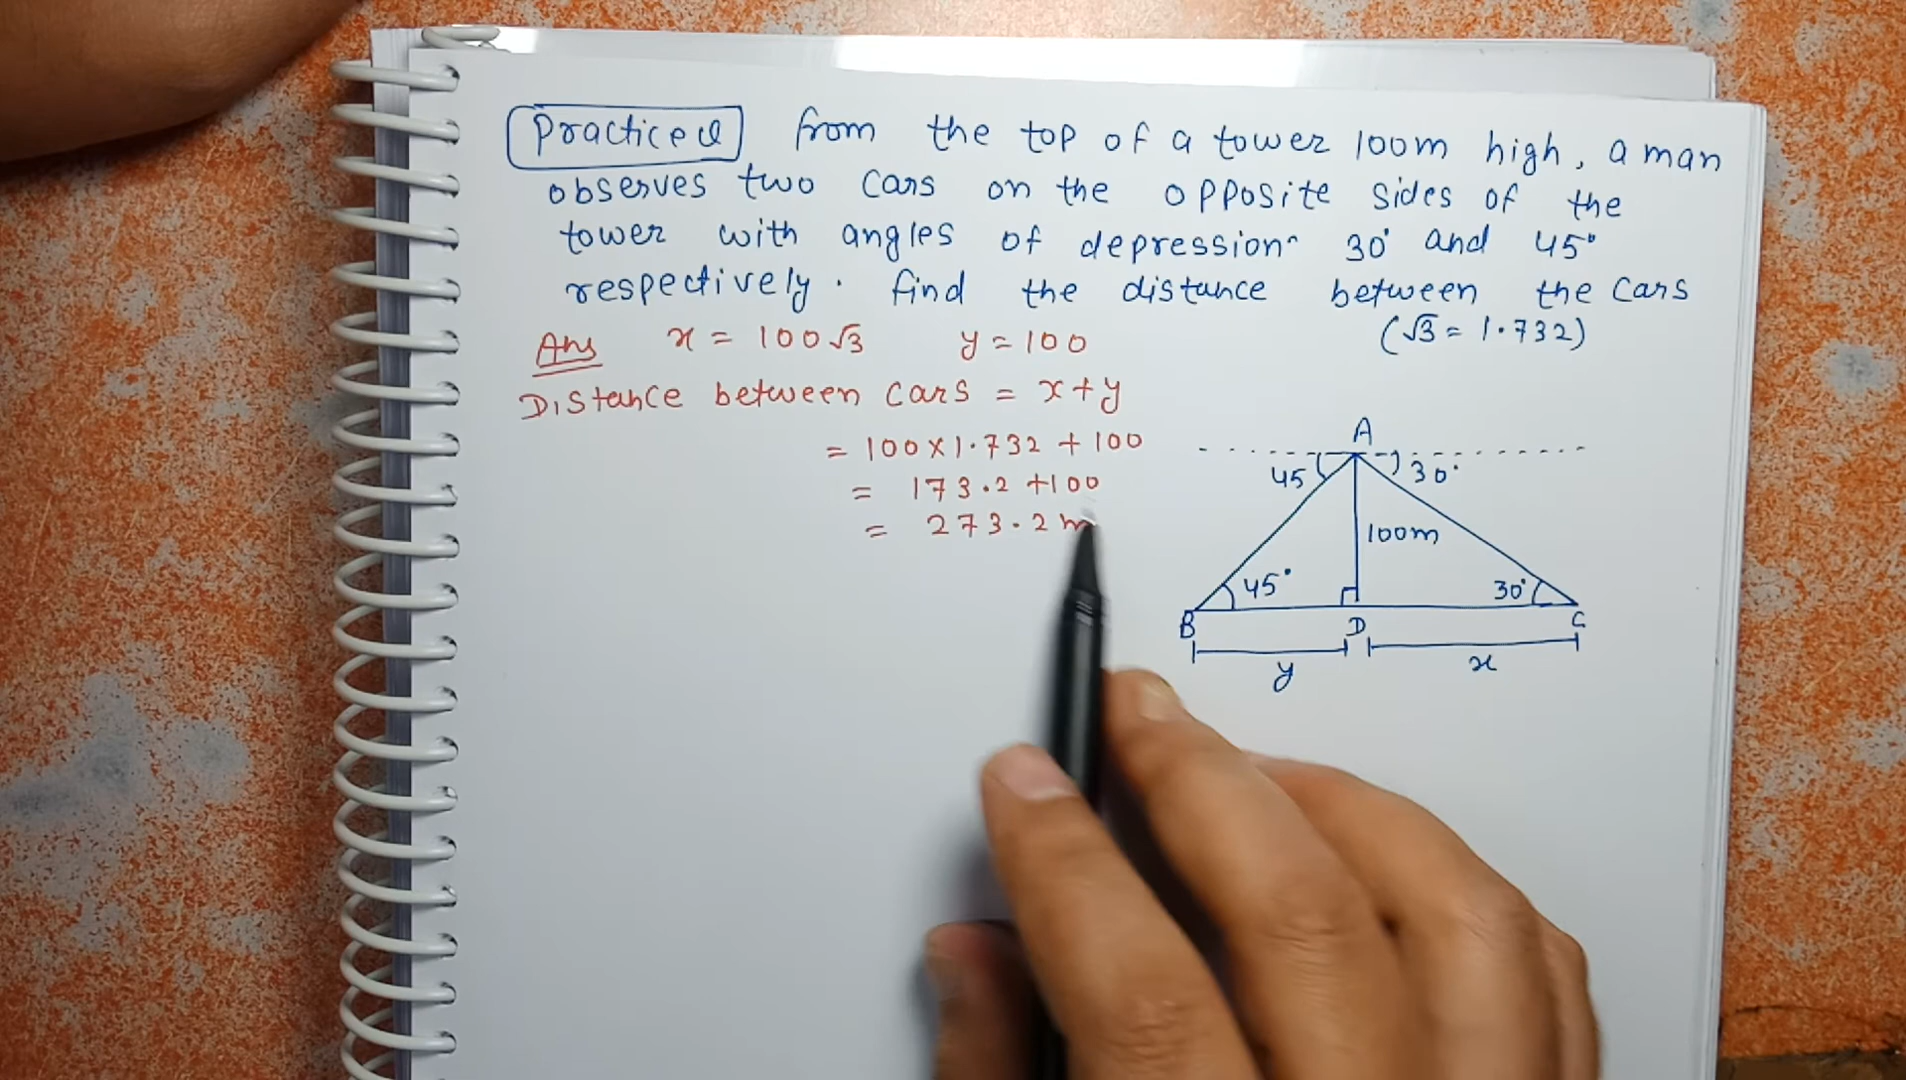 Practice Q from the top of a tower 100m high, a man
observes two cars on the opposite sides of the
tower with angles of depression 30° and 45°
respectively. find the distance between the cars
(√3 = 1.732)
Ans x = 100√3 y = 100
Distance between cars = x+y
= 100×1.732 + 100
= 173.2 +100
= 273.2 m
A
45 30°
100m
45° 30°
B D C
y x